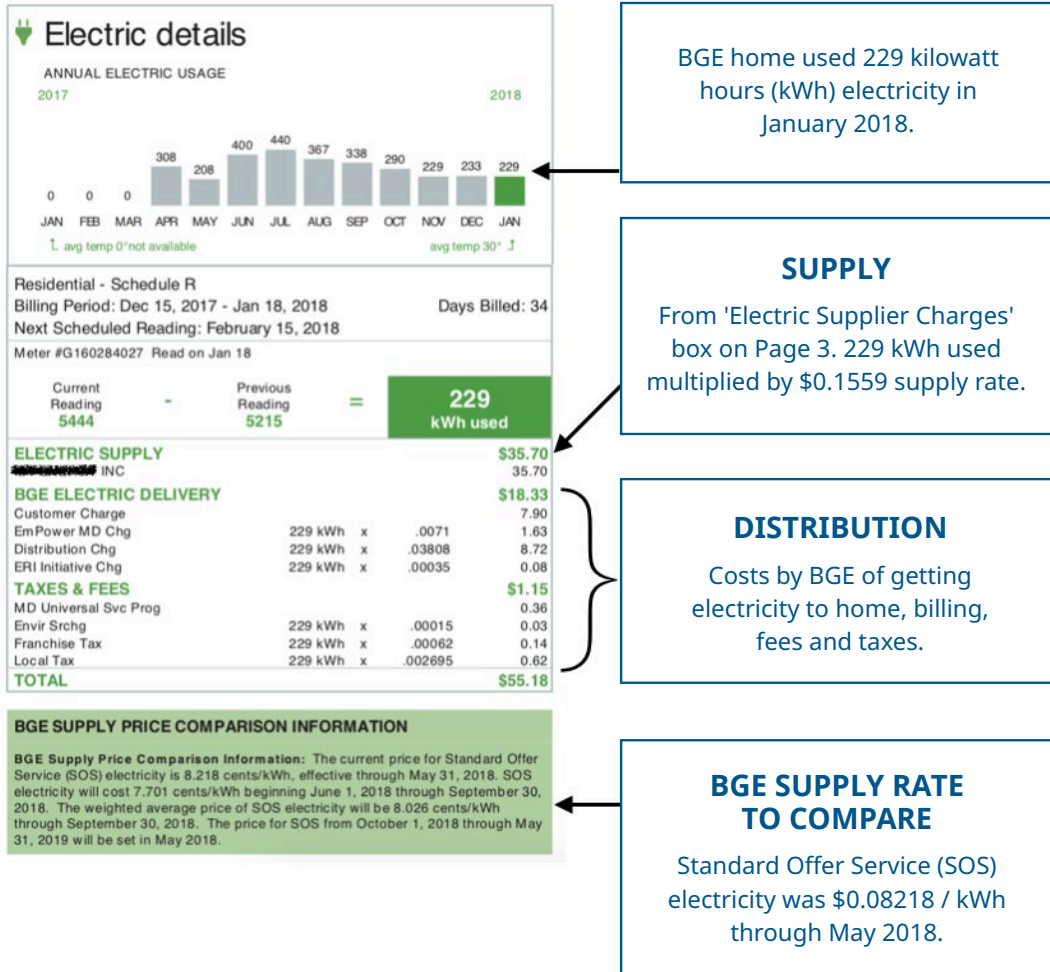 Electric details
ANNUAL ELECTRIC USAGE
2017 2018
308 208 400 440 367 338 290 229 233 229
0 0 0
JAN FEB MAR APR MAY JUN JUL AUG SEP OCT NOV DEC JAN
avg temp 0°not available avg temp 30°
Residential - Schedule R
Billing Period: Dec 15, 2017 - Jan 18, 2018 Days Billed: 34
Next Scheduled Reading: February 15, 2018
Meter #G160284027 Read on Jan 18
Current Reading 5444 - Previous Reading 5215 = 229 kWh used
ELECTRIC SUPPLY $35.70
INC 35.70
BGE ELECTRIC DELIVERY $18.33
Customer Charge 7.90
EmPower MD Chg 229 kWh x .0071 1.63
Distribution Chg 229 kWh x .03808 8.72
ERI Initiative Chg 229 kWh x .00035 0.08
TAXES & FEES $1.15
MD Universal Svc Prog 0.36
Envir Srchg 229 kWh x .00015 0.03
Franchise Tax 229 kWh x .00062 0.14
Local Tax 229 kWh x .002695 0.62
TOTAL $55.18
BGE SUPPLY PRICE COMPARISON INFORMATION
BGE Supply Price Comparison Information: The current price for Standard Offer
Service (SOS) electricity is 8.218 cents/kWh, effective through May 31, 2018. SOS
electricity will cost 7.701 cents/kWh beginning June 1, 2018 through September 30,
2018. The weighted average price of SOS electricity will be 8.026 cents/kWh
through September 30, 2018. The price for SOS from October 1, 2018 through May
31, 2019 will be set in May 2018.
BGE home used 229 kilowatt
hours (kWh) electricity in
January 2018.
SUPPLY
From 'Electric Supplier Charges'
box on Page 3. 229 kWh used
multiplied by $0.1559 supply rate.
DISTRIBUTION
Costs by BGE of getting
electricity to home, billing,
fees and taxes.
BGE SUPPLY RATE
TO COMPARE
Standard Offer Service (SOS)
electricity was $0.08218 / kWh
through May 2018.